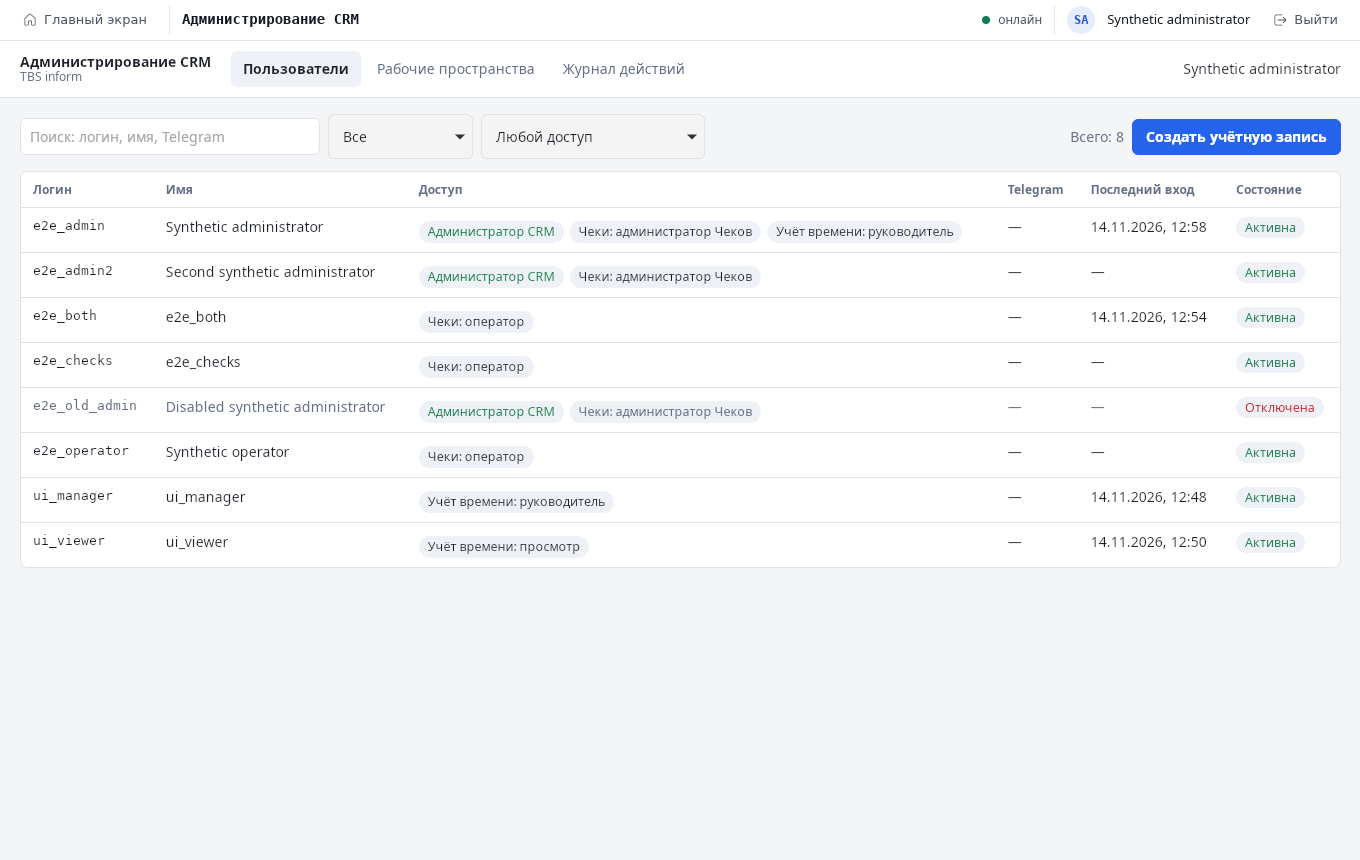 Главный экран Администрирование CRM онлайн SA Synthetic administrator Выйти
Администрирование CRM
TBS inform
Пользователи Рабочие пространства Журнал действий Synthetic administrator
Поиск: логин, имя, Telegram Все Любой доступ Всего: 8 Создать учётную запись
Логин Имя Доступ Telegram Последний вход Состояние
e2e_admin Synthetic administrator Администратор CRM Чеки: администратор Чеков Учёт времени: руководитель — 14.11.2026, 12:58 Активна
e2e_admin2 Second synthetic administrator Администратор CRM Чеки: администратор Чеков — — Активна
e2e_both e2e_both Чеки: оператор — 14.11.2026, 12:54 Активна
e2e_checks e2e_checks Чеки: оператор — — Активна
e2e_old_admin Disabled synthetic administrator Администратор CRM Чеки: администратор Чеков — — Отключена
e2e_operator Synthetic operator Чеки: оператор — — Активна
ui_manager ui_manager Учёт времени: руководитель — 14.11.2026, 12:48 Активна
ui_viewer ui_viewer Учёт времени: просмотр — 14.11.2026, 12:50 Активна